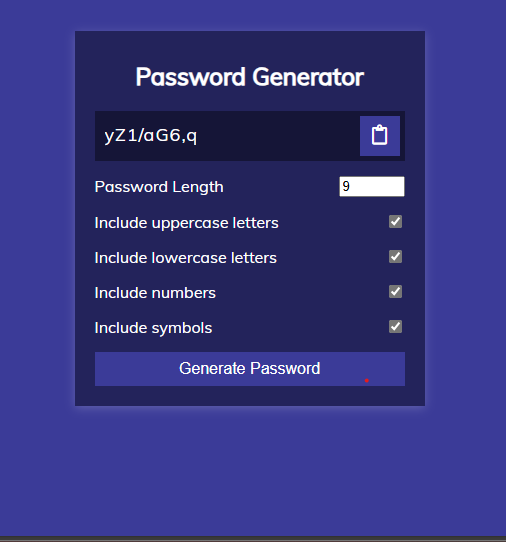 Password Generator
yZ1/aG6,q
Password Length 9
Include uppercase letters
Include lowercase letters
Include numbers
Include symbols
Generate Password